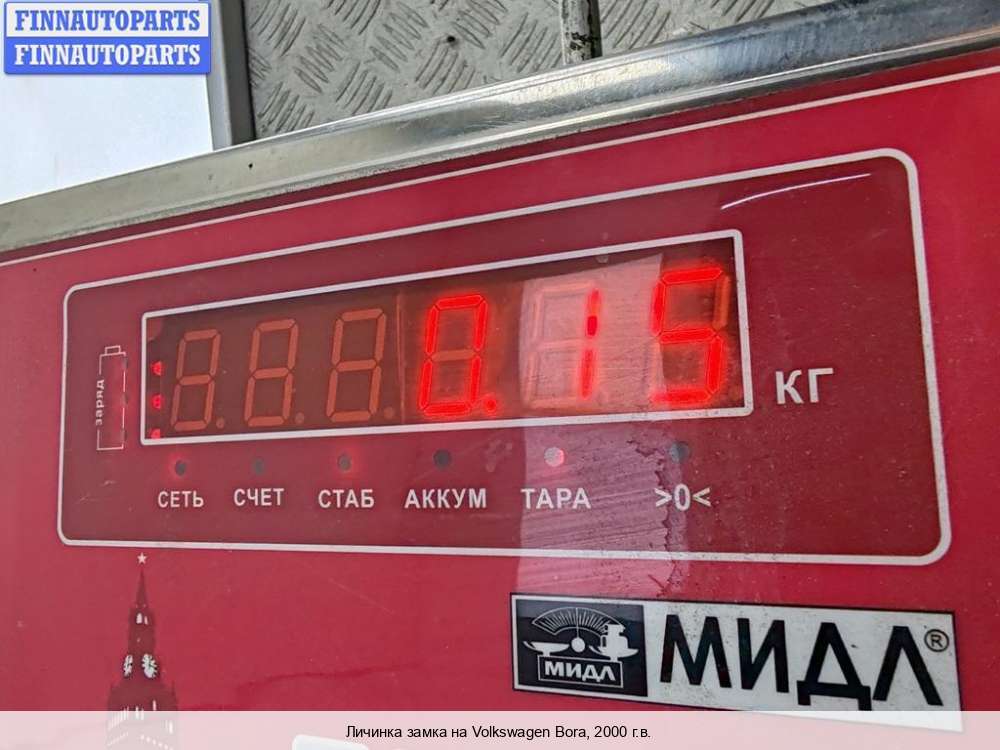 FINNAUTOPARTS
FINNAUTOPARTS
заряд
0.15
КГ
СЕТЬ СЧЕТ СТАБ АККУМ ТАРА >0<
МИДЛ
МИДЛ®
Личинка замка на Volkswagen Bora, 2000 г.в.